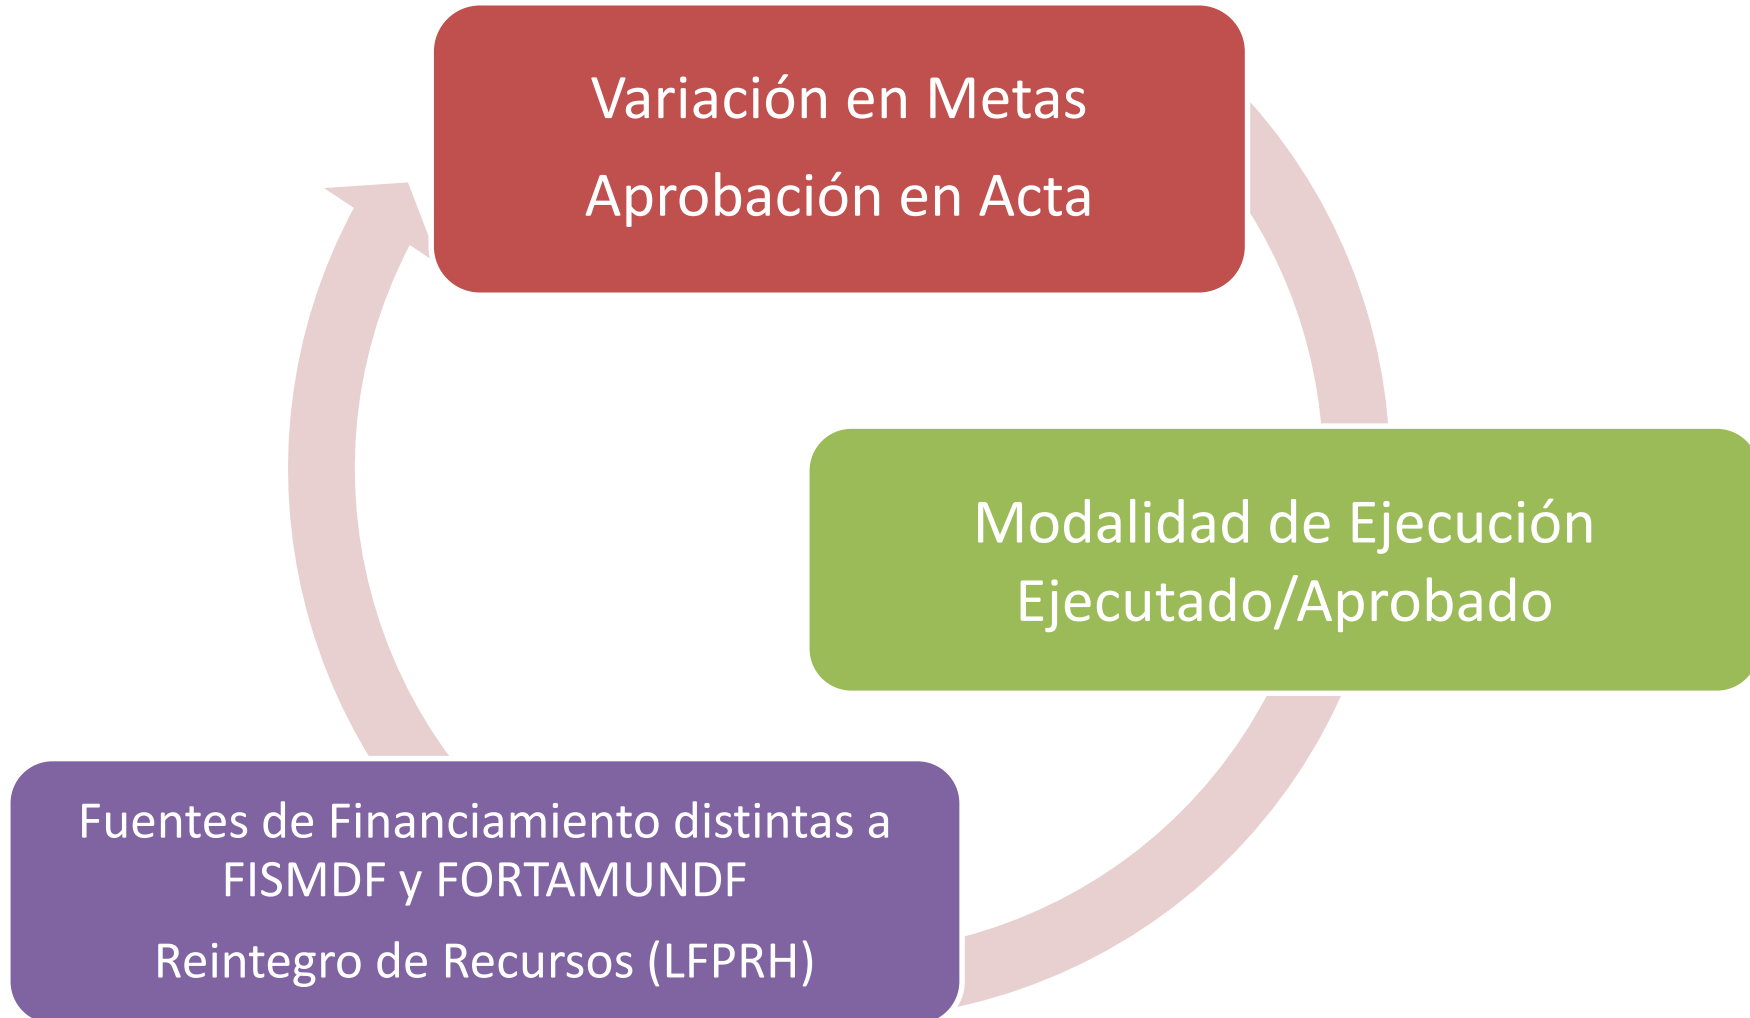 Variación en Metas
Aprobación en Acta
Modalidad de Ejecución
Ejecutado/Aprobado
Fuentes de Financiamiento distintas a
FISMDF y FORTAMUNDF
Reintegro de Recursos (LFPRH)